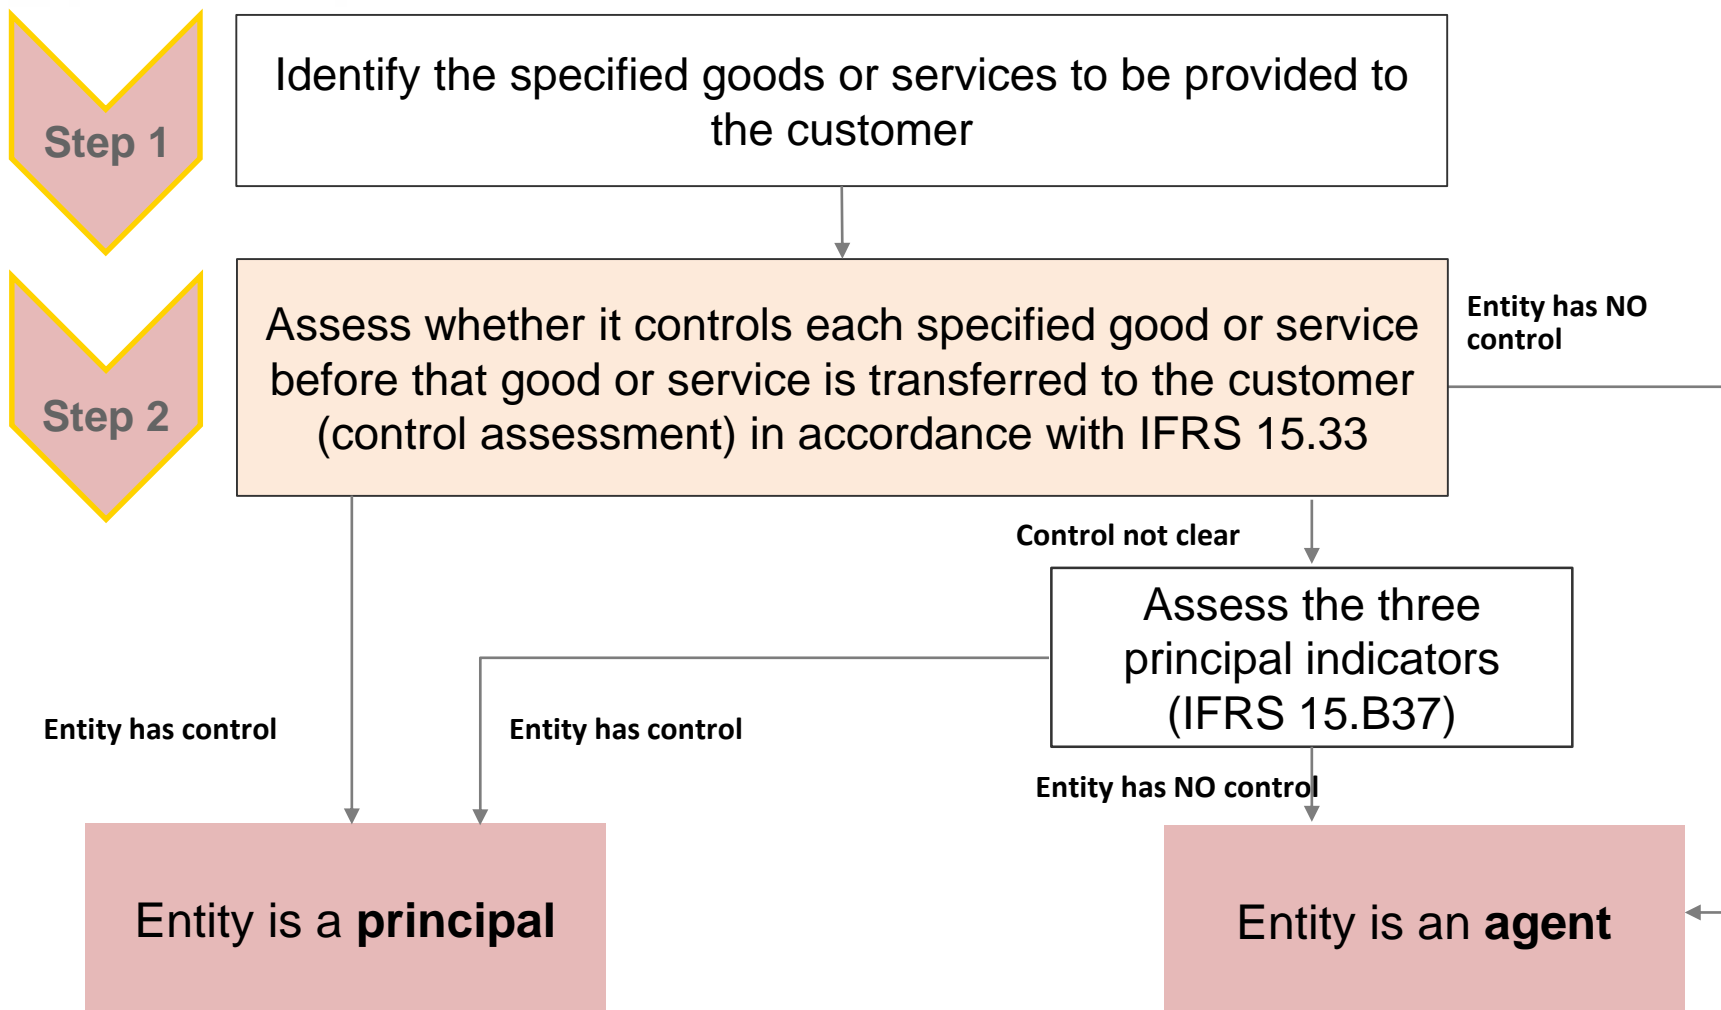 Step 1
Identify the specified goods or services to be provided to
the customer
Step 2
Assess whether it controls each specified good or service
before that good or service is transferred to the customer
(control assessment) in accordance with IFRS 15.33
Entity has NO
control
Control not clear
Assess the three
principal indicators
(IFRS 15.B37)
Entity has control
Entity has control
Entity has NO control
Entity is a principal
Entity is an agent